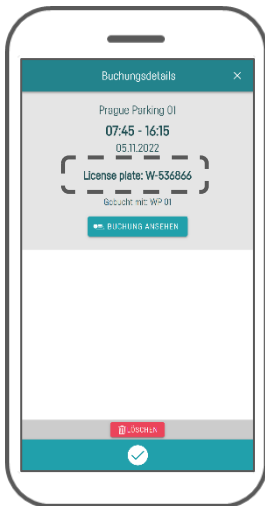 Buchungsdetails ×
Prague Parking 01
07:45 - 16:15
05.11.2022
License plate: W-536866
Gebucht mit: WP 01
BUCHUNG ANSEHEN
LÖSCHEN